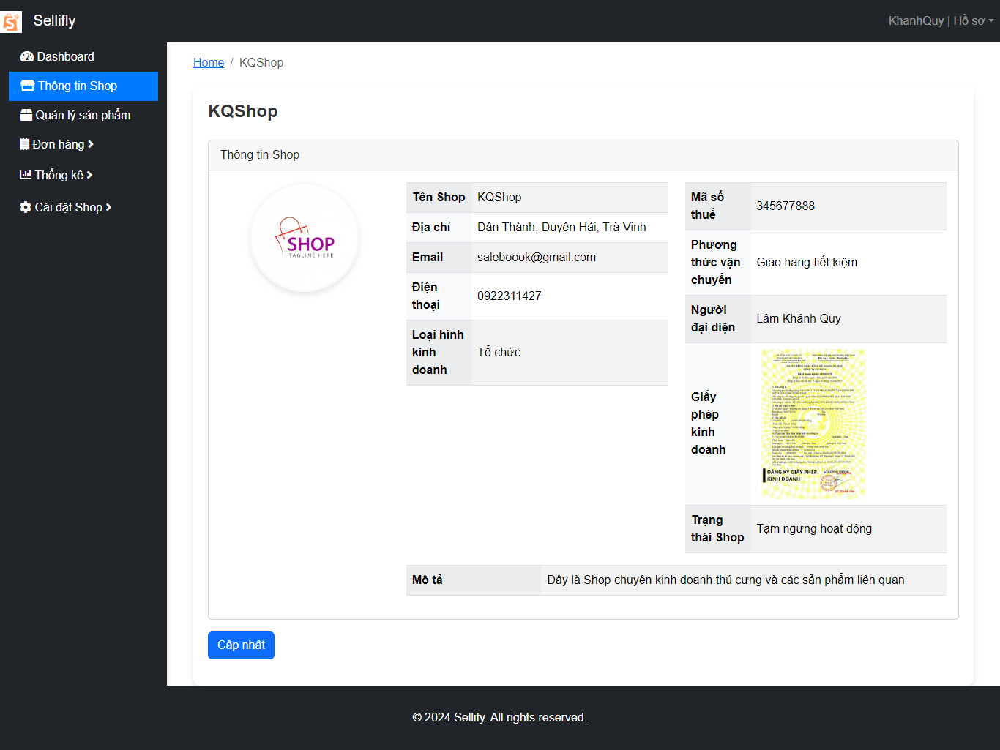 Sellifly
KhanhQuy | Hồ sơ
Dashboard
Thông tin Shop
Quản lý sản phẩm
Đơn hàng
Thống kê
Cài đặt Shop
Home / KQShop
KQShop
Thông tin Shop
SHOP
TAGLINE HERE
Tên Shop KQShop
Địa chỉ Dân Thành, Duyên Hải, Trà Vinh
Email saleboook@gmail.com
Điện
thoại
0922311427
Loại hình
kinh
doanh
Tổ chức
Mã số
thuế
345677888
Phương
thức vận
chuyển
Giao hàng tiết kiệm
Người
đại diện
Lâm Khánh Quy
Giấy
phép
kinh
doanh
ĐĂNG KÝ GIẤY PHÉP
KINH DOANH
Trạng
thái Shop
Tạm ngưng hoạt động
Mô tả Đây là Shop chuyên kinh doanh thú cưng và các sản phẩm liên quan
Cập nhật
© 2024 Sellify. All rights reserved.